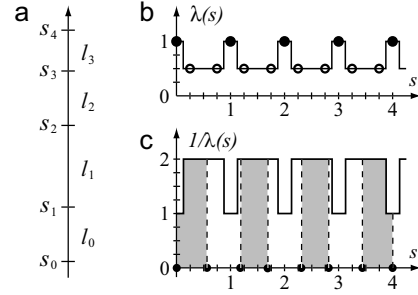 a
s₄
l₃
s₃
l₂
s₂
l₁
s₁
l₀
s₀
b
λ(s)
1
0
1 2 3 4
s
c
1/λ(s)
2
1
0
1 2 3 4
s